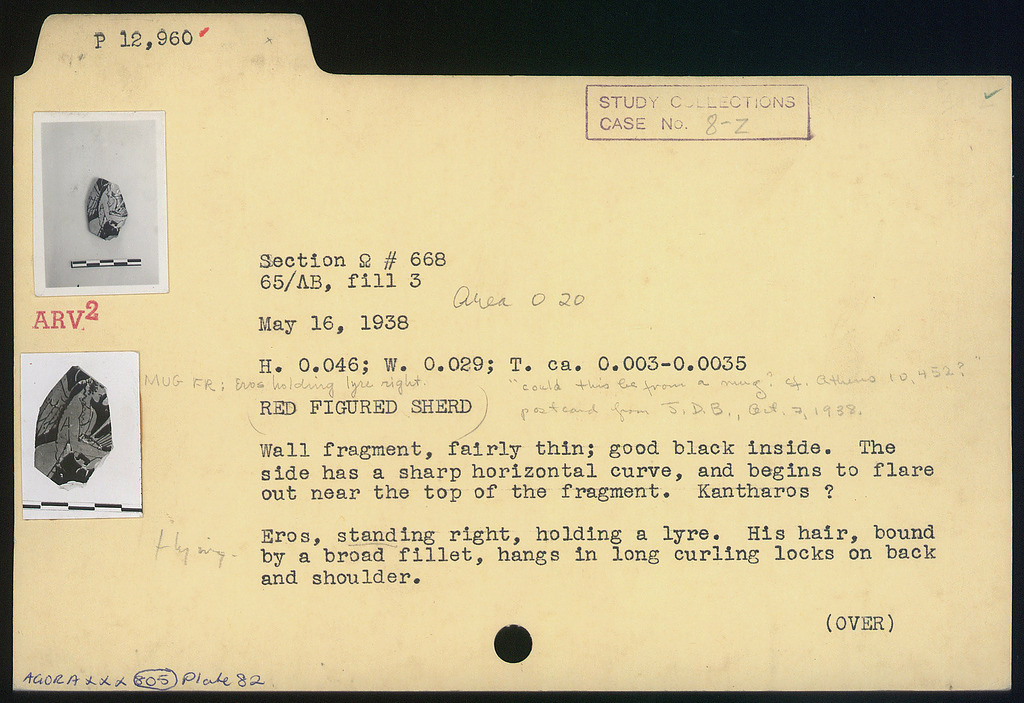 P 12,960
STUDY COLLECTIONS
CASE No. 8-Z
Section Ω # 668
65/ΛB, fill 3
Area O 20
May 16, 1938
ARV²
H. 0.046; W. 0.029; T. ca. 0.003-0.0035
MUG FR; Eros holding lyre right.
"could this be from a mug? cf. Athens 10,452?"
RED FIGURED SHERD
postcard from J.D.B., Oct. 2, 1938.
Wall fragment, fairly thin; good black inside. The
side has a sharp horizontal curve, and begins to flare
out near the top of the fragment. Kantharos ?
flying.
Eros, standing right, holding a lyre. His hair, bound
by a broad fillet, hangs in long curling locks on back
and shoulder.
(OVER)
AGORA XXX 805 Plate 82